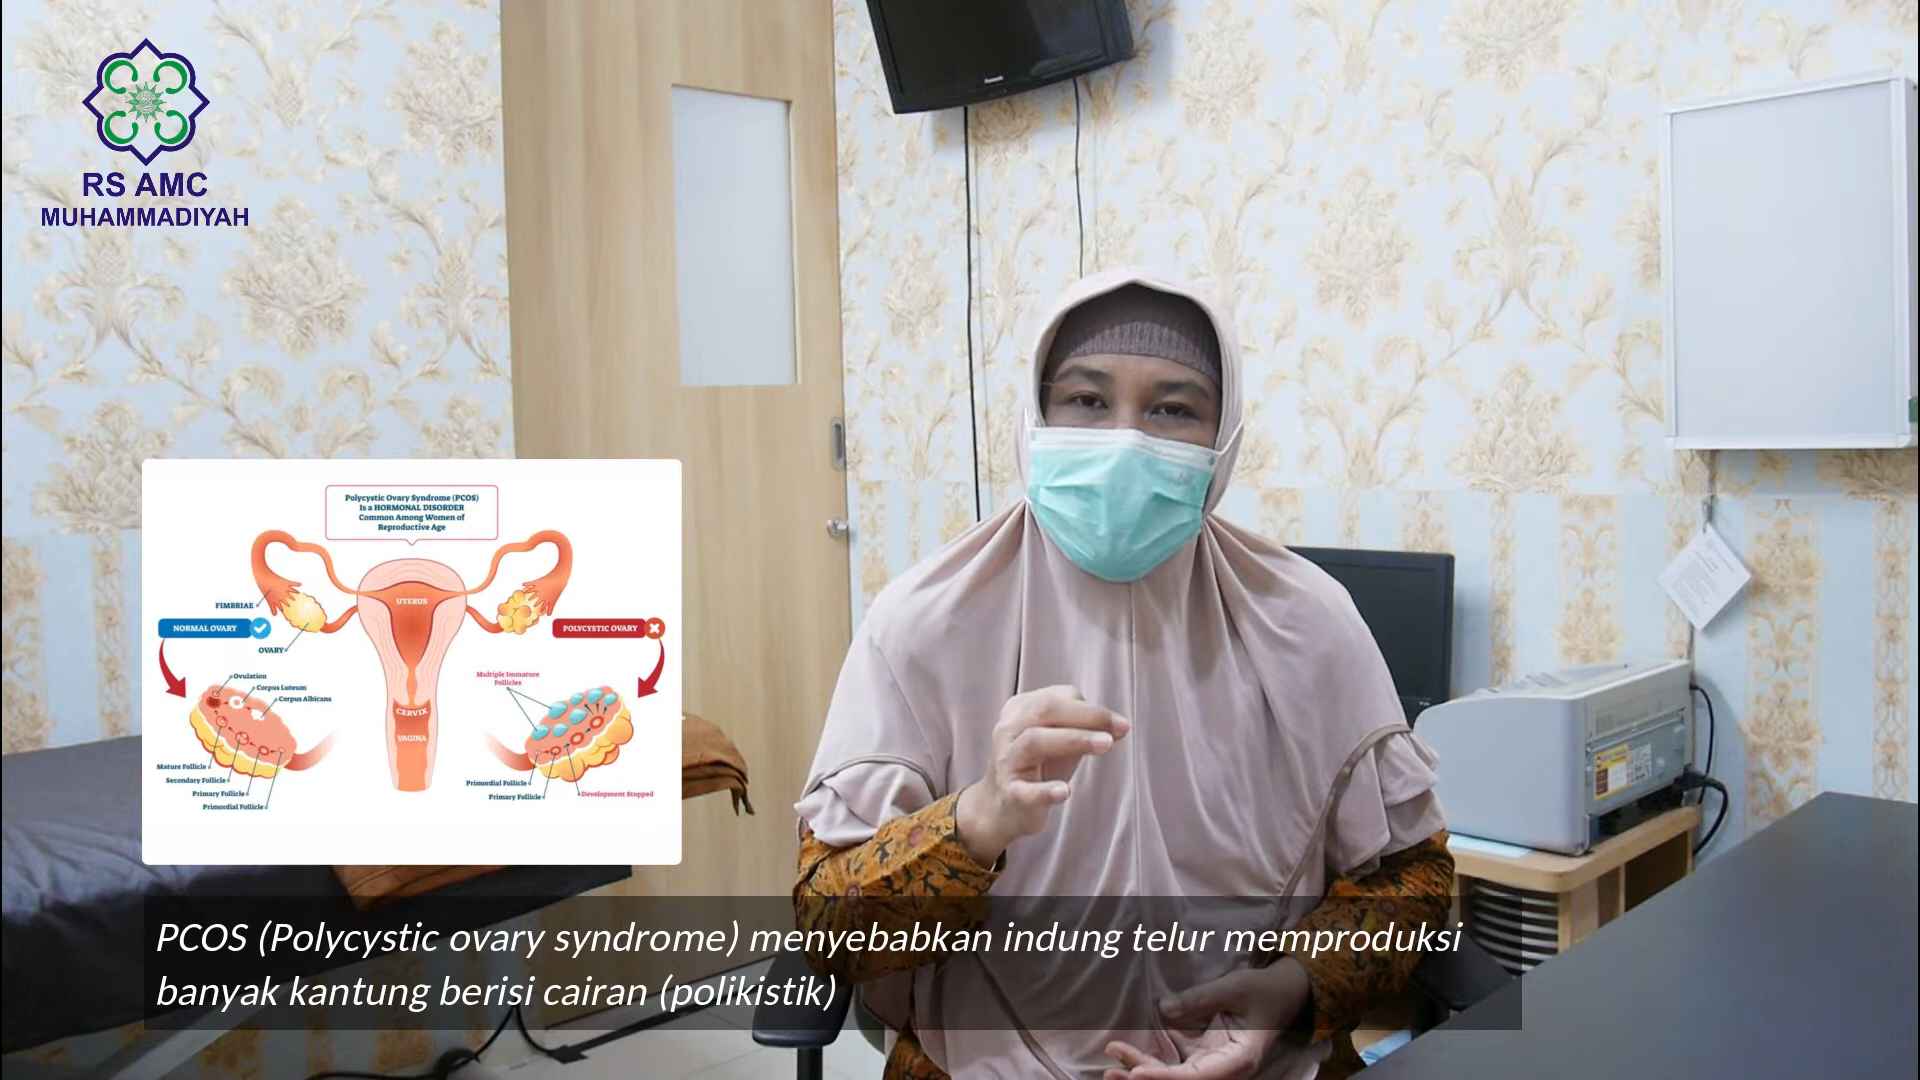 RS AMC
MUHAMMADIYAH
Panasonic
Polycystic Ovary Syndrome (PCOS)
Is a HORMONAL DISORDER
Common Among Women of
Reproductive Age
UTERUS
FIMBRIAE
NORMAL OVARY
POLYCYSTIC OVARY
OVARY
Ovulation
Corpus Luteum
Corpus Albicans
Multiple Immature
Follicles
CERVIX
VAGINA
Mature Follicle
Secondary Follicle
Primary Follicle
Primordial Follicle
Primordial Follicle
Primary Follicle
Development Stopped
PCOS (Polycystic ovary syndrome) menyebabkan indung telur memproduksi
banyak kantung berisi cairan (polikistik)